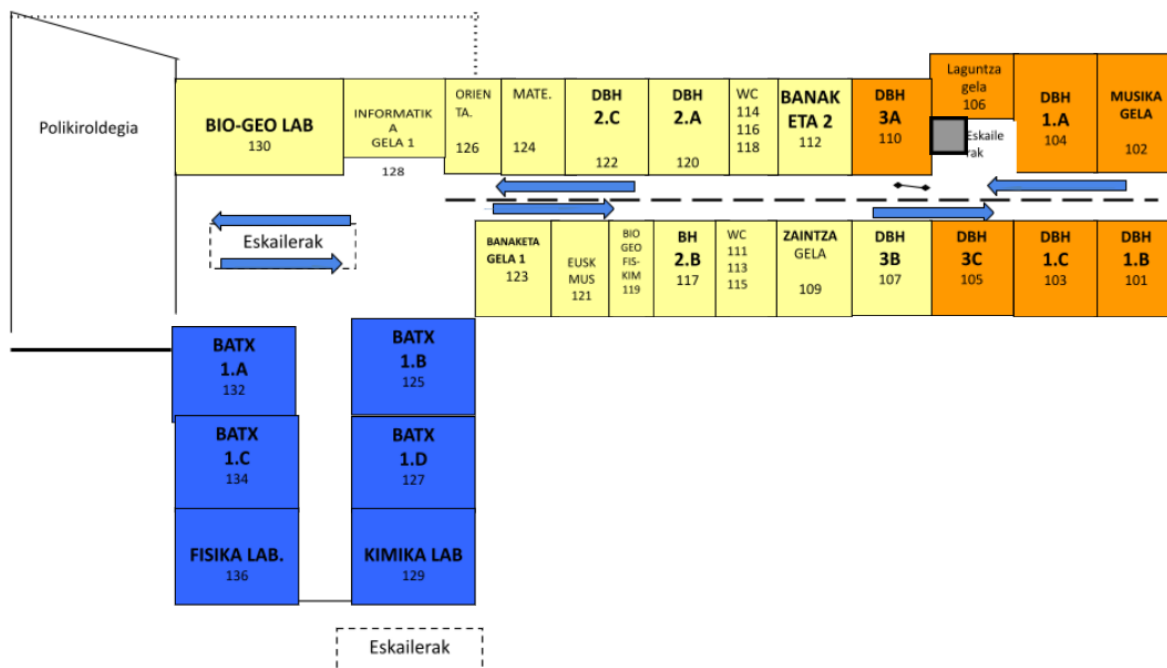 Polikiroldegia
BIO-GEO LAB
130
INFORMATIK
A
GELA 1
128
ORIEN
TA.
126
MATE.
124
DBH
2.C
122
DBH
2.A
120
WC
114
116
118
BANAK
ETA 2
112
DBH
3A
110
Laguntza
gela
106
Eskaile
rak
DBH
1.A
104
MUSIKA
GELA
102
Eskailerak
BANAKETA
GELA 1
123
EUSK
MUS
121
BIO
GEO
FIS-
KIM
119
BH
2.B
117
WC
111
113
115
ZAINTZA
GELA
109
DBH
3B
107
DBH
3C
105
DBH
1.C
103
DBH
1.B
101
BATX
1.A
132
BATX
1.B
125
BATX
1.C
134
BATX
1.D
127
FISIKA LAB.
136
KIMIKA LAB
129
Eskailerak